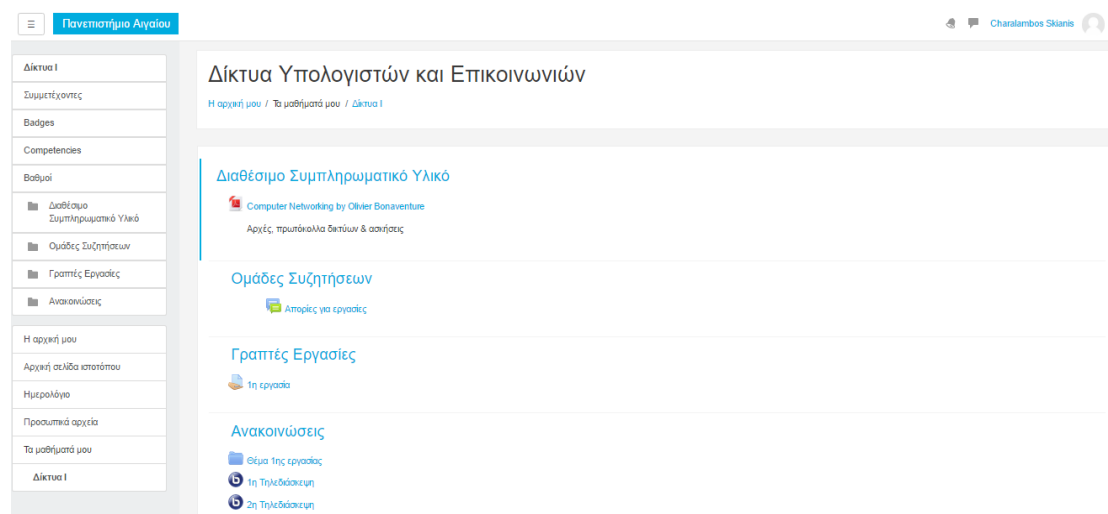 Πανεπιστήμιο Αιγαίου
Charalambos Skianis
Δίκτυα Ι
Συμμετέχοντες
Badges
Competencies
Βαθμοί
Διαθέσιμο
Συμπληρωματικό Υλικό
Ομάδες Συζητήσεων
Γραπτές Εργασίες
Ανακοινώσεις
Η αρχική μου
Αρχική σελίδα ιστοτόπου
Ημερολόγιο
Προσωπικά αρχεία
Τα μαθήματά μου
Δίκτυα Ι
Δίκτυα Υπολογιστών και Επικοινωνιών
Η αρχική μου / Τα μαθήματά μου / Δίκτυα Ι
Διαθέσιμο Συμπληρωματικό Υλικό
Computer Networking by Olivier Bonaventure
Αρχές, πρωτόκολλα δικτύων & ασκήσεις
Ομάδες Συζητήσεων
Απορίες για εργασίες
Γραπτές Εργασίες
1η εργασία
Ανακοινώσεις
Θέμα 1ης εργασίας
1η Τηλεδιάσκεψη
2η Τηλεδιάσκεψη